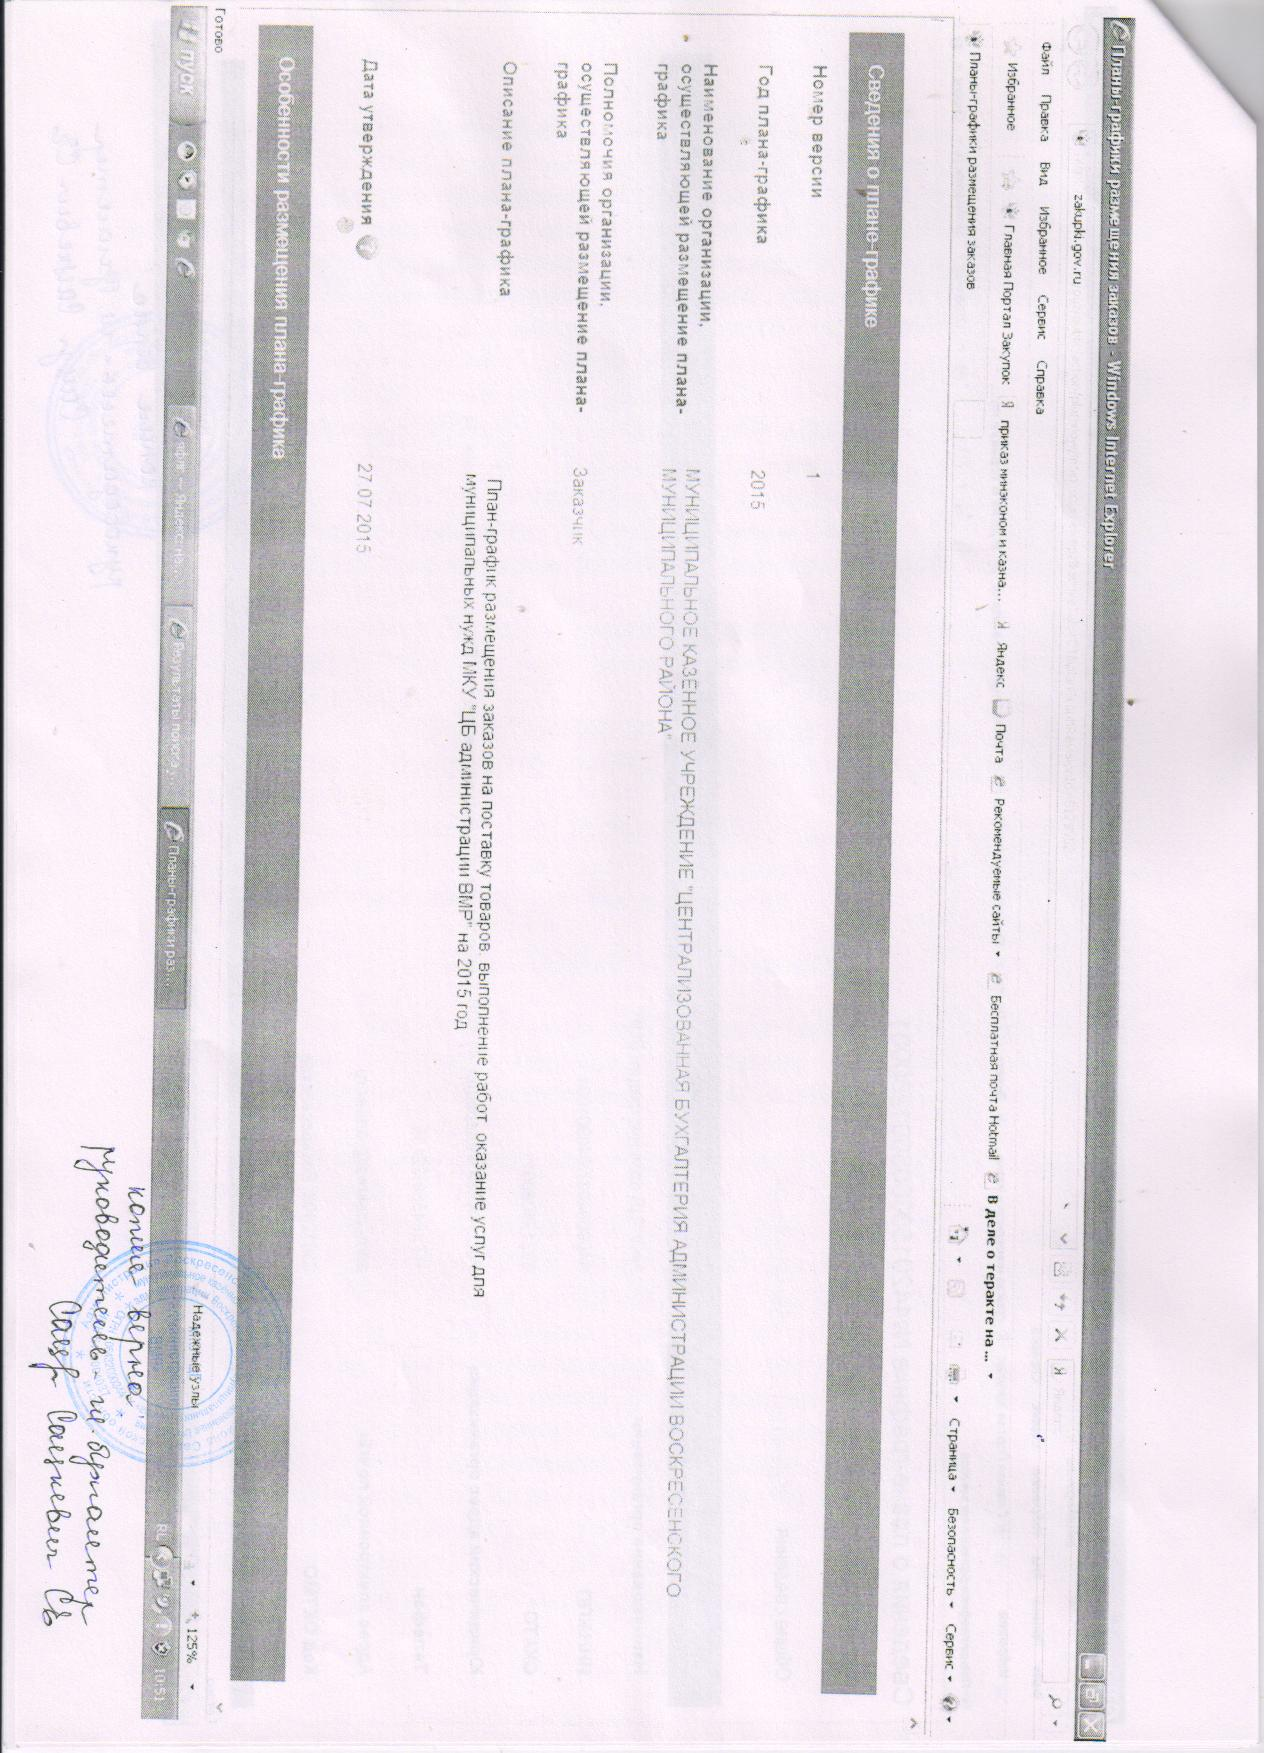 Планы-графики размещения заказов - Windows Internet Explorer
zakupki.gov.ru
Файл Правка Вид Избранное Сервис Справка
Избранное Главная Портал Закупок приказ минэконом и казна... Яндекс Почта Рекомендуемые сайты Бесплатная почта Hotmail В деле о теракте на ...
Планы-графики размещения заказов
Страница Безопасность Сервис
Сведения о плане-графике
Номер версии 1
Год плана-графика 2015
Наименование организации,
осуществляющей размещение плана-
графика
МУНИЦИПАЛЬНОЕ КАЗЕННОЕ УЧРЕЖДЕНИЕ "ЦЕНТРАЛИЗОВАННАЯ БУХГАЛТЕРИЯ АДМИНИСТРАЦИИ ВОСКРЕСЕНСКОГО
МУНИЦИПАЛЬНОГО РАЙОНА"
Полномочия организации,
осуществляющей размещение плана-
графика
Заказчик
Описание плана-графика
План-график размещения заказов на поставку товаров, выполнение работ, оказание услуг для
муниципальных нужд МКУ "ЦБ администрации ВМР" на 2015 год
Дата утверждения 27.07.2015
Особенности размещения плана-графика
Готово
Надежные узлы
125%
пуск
Результаты поиска
Планы-графики раз...
10:51
копия верна
руководитель- гл. бухгалтер